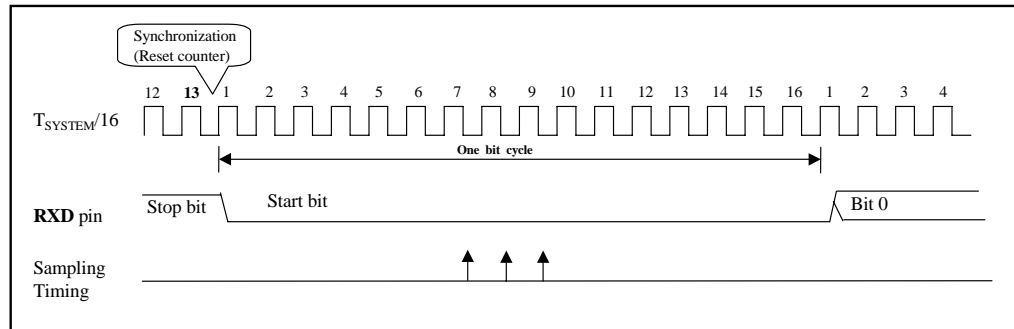 Synchronization
(Reset counter)
12 13 1 2 3 4 5 6 7 8 9 10 11 12 13 14 15 16 1 2 3 4
TSYSTEM/16
One bit cycle
Stop bit Start bit Bit 0
RXD pin
Sampling
Timing